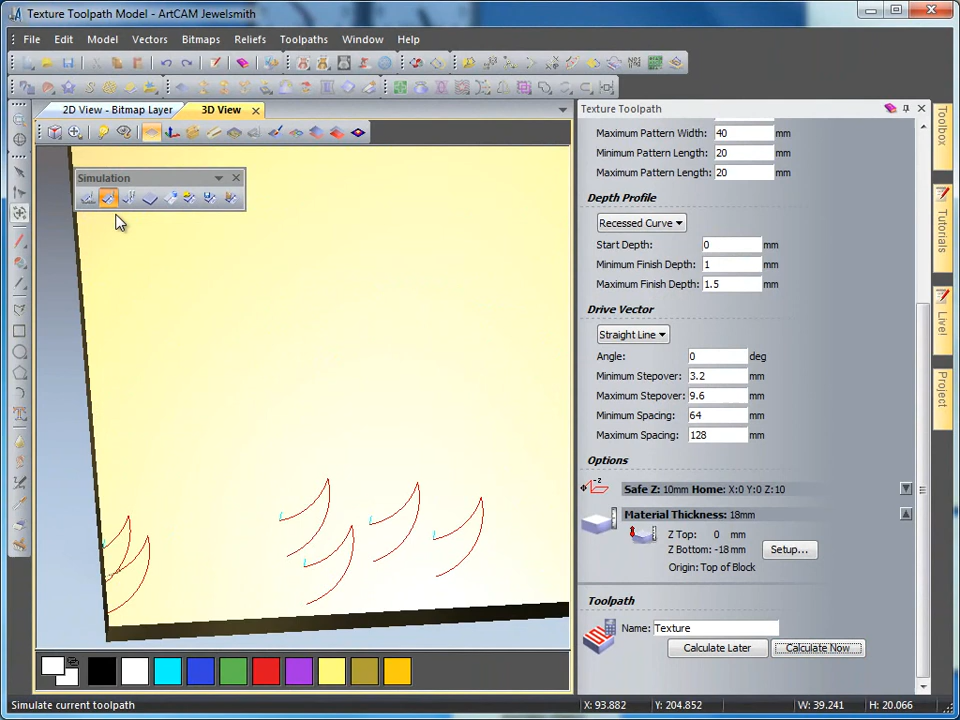 Texture Toolpath Model - ArtCAM Jewelsmith
File Edit Model Vectors Bitmaps Reliefs Toolpaths Window Help
2D View - Bitmap Layer 3D View
Simulation
Texture Toolpath
Maximum Pattern Width: 40 mm
Minimum Pattern Length: 20 mm
Maximum Pattern Length: 20 mm
Depth Profile
Recessed Curve
Start Depth: 0 mm
Minimum Finish Depth: 1 mm
Maximum Finish Depth: 1.5 mm
Drive Vector
Straight Line
Angle: 0 deg
Minimum Stepover: 3.2 mm
Maximum Stepover: 9.6 mm
Minimum Spacing: 64 mm
Maximum Spacing: 128 mm
Options
Safe Z: 10mm Home: X:0 Y:0 Z:10
Material Thickness: 18mm
Z Top: 0 mm
Z Bottom: -18 mm
Setup...
Origin: Top of Block
Toolpath
Name: Texture
Calculate Later Calculate Now
Toolbox
Tutorials
Live!
Project
Simulate current toolpath X: 93.882 Y: 204.852 W: 39.241 H: 20.066